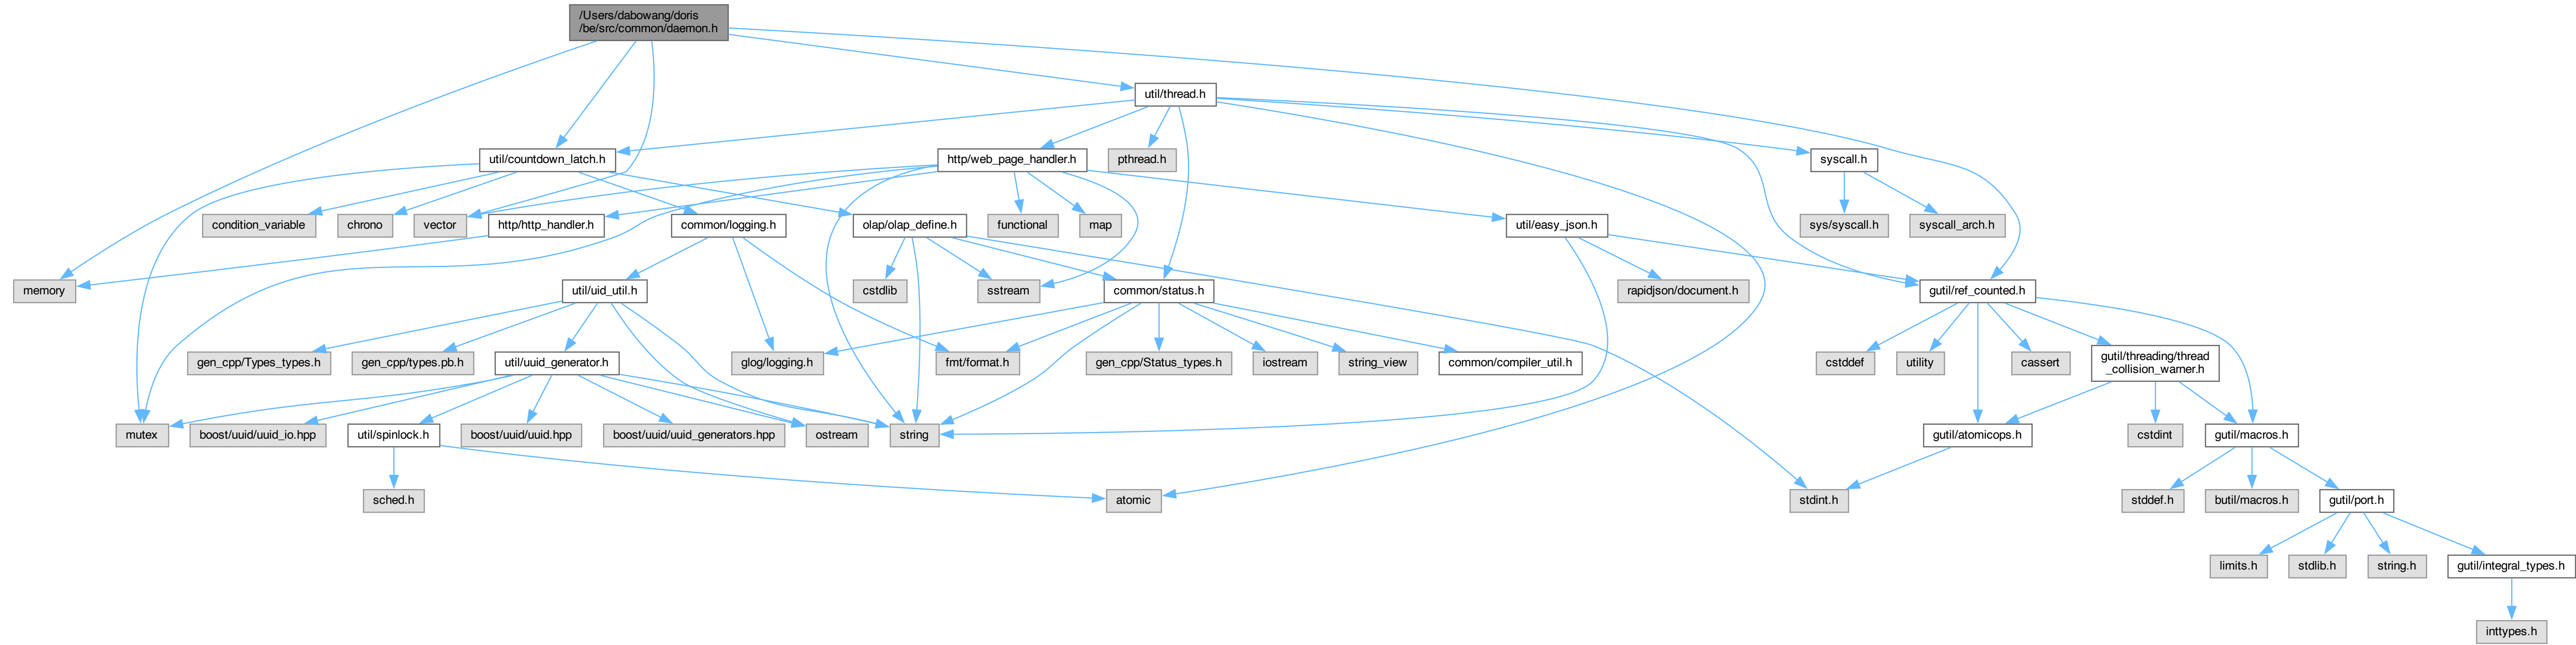 /Users/dabowang/doris
/be/src/common/daemon.h
util/thread.h
util/countdown_latch.h
http/web_page_handler.h
pthread.h
syscall.h
condition_variable
chrono
vector
http/http_handler.h
common/logging.h
olap/olap_define.h
functional
map
util/easy_json.h
sys/syscall.h
syscall_arch.h
memory
util/uid_util.h
cstdlib
sstream
common/status.h
rapidjson/document.h
gutil/ref_counted.h
gen_cpp/Types_types.h
gen_cpp/types.pb.h
util/uuid_generator.h
glog/logging.h
fmt/format.h
gen_cpp/Status_types.h
iostream
string_view
common/compiler_util.h
cstddef
utility
cassert
gutil/threading/thread
_collision_warner.h
mutex
boost/uuid/uuid_io.hpp
util/spinlock.h
boost/uuid/uuid.hpp
boost/uuid/uuid_generators.hpp
ostream
string
gutil/atomicops.h
cstdint
gutil/macros.h
sched.h
atomic
stdint.h
stddef.h
butil/macros.h
gutil/port.h
limits.h
stdlib.h
string.h
gutil/integral_types.h
inttypes.h